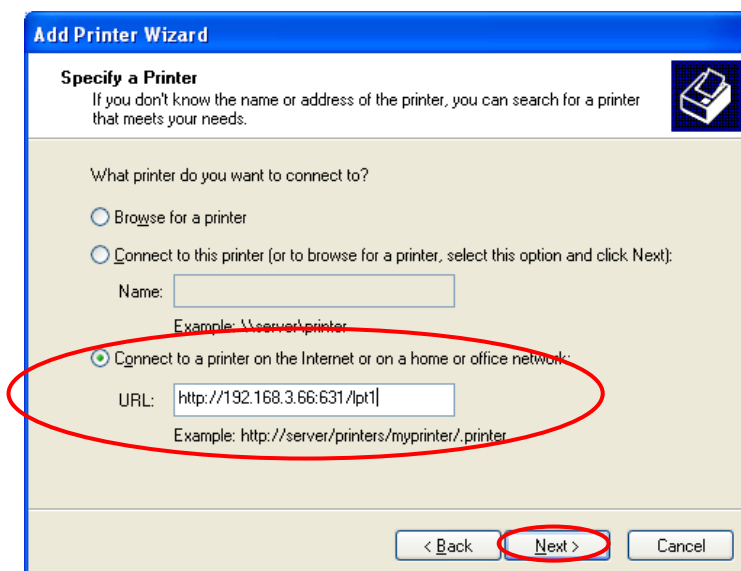 Add Printer Wizard
Specify a Printer
If you don't know the name or address of the printer, you can search for a printer
that meets your needs.
What printer do you want to connect to?
Browse for a printer
Connect to this printer (or to browse for a printer, select this option and click Next):
Name:
Example: \\server\printer
Connect to a printer on the Internet or on a home or office network:
URL: http://192.168.3.66:631/lpt1
Example: http://server/printers/myprinter/.printer
< Back Next > Cancel